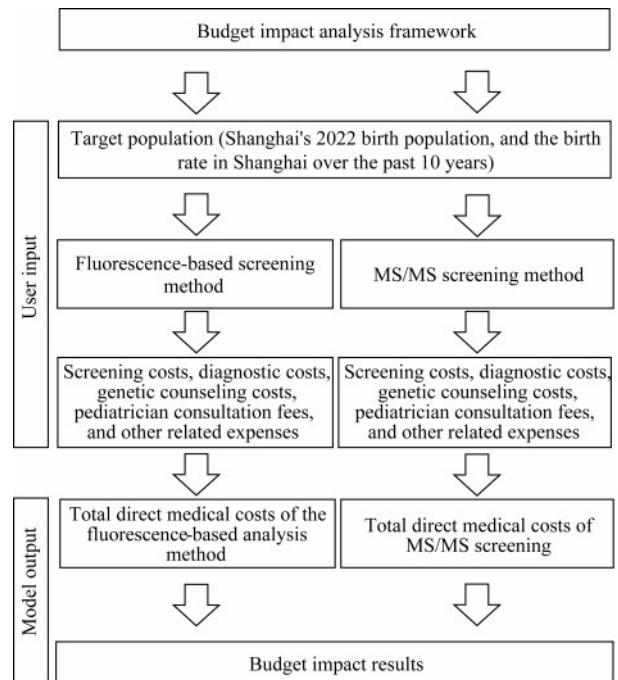 Budget impact analysis framework
User input
Target population (Shanghai's 2022 birth population, and the birth
rate in Shanghai over the past 10 years)
Fluorescence-based screening
method
MS/MS screening method
Screening costs, diagnostic costs,
genetic counseling costs,
pediatrician consultation fees,
and other related expenses
Screening costs, diagnostic costs,
genetic counseling costs,
pediatrician consultation fees,
and other related expenses
Model output
Total direct medical costs of the
fluorescence-based analysis
method
Total direct medical costs of
MS/MS screening
Budget impact results